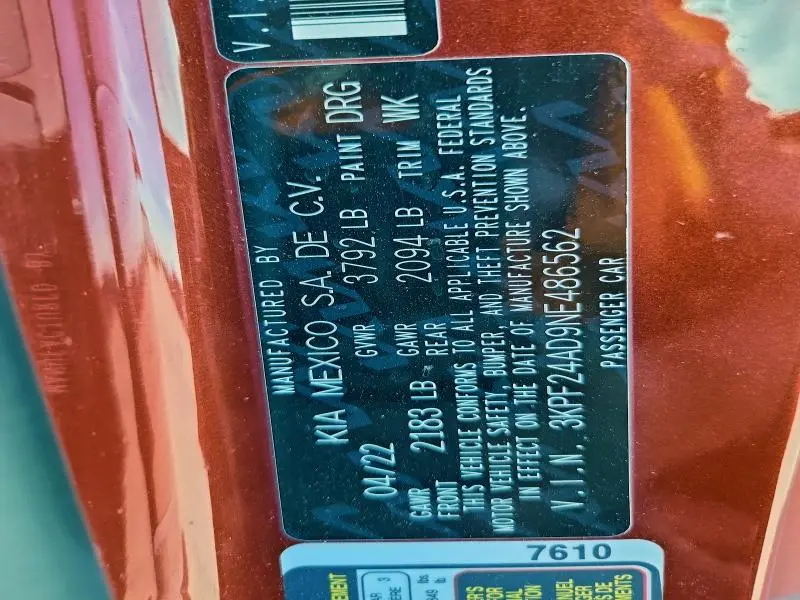 V.I.
MANUFACTURED BY
KIA MEXICO S.A. DE C.V.
04/22 GVWR 3792 LB PAINT DRG
GAWR FRONT 2183 LB GAWR REAR 2094 LB TRIM WK
THIS VEHICLE CONFORMS TO ALL APPLICABLE U.S.A. FEDERAL
MOTOR VEHICLE SAFETY, BUMPER, AND THEFT PREVENTION STANDARDS
IN EFFECT ON THE DATE OF MANUFACTURE SHOWN ABOVE.
V.I.N. : 3KPF24AD9NE486562
PASSENGER CAR
7610